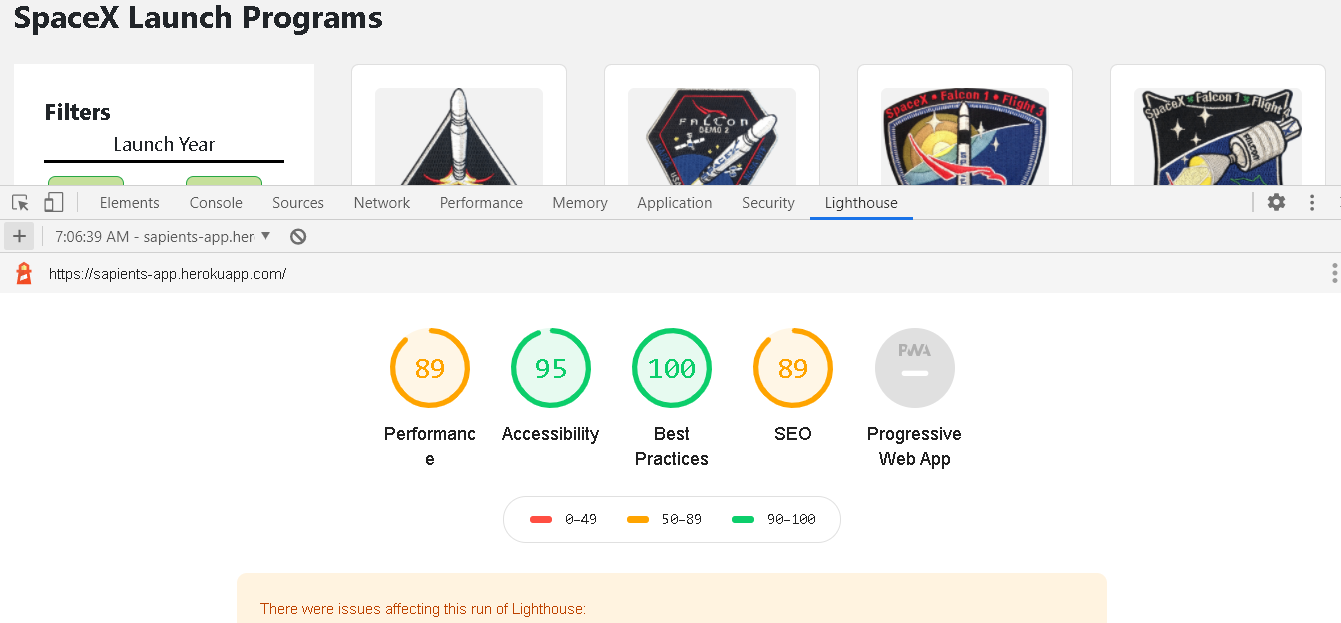 SpaceX Launch Programs
Filters
Launch Year
FALCON
DEMO 2
SPACEX
SpaceX Falcon 1 Flight 3
SpaceX Falcon 1 Flight 4
FALCON
Elements Console Sources Network Performance Memory Application Security Lighthouse
+ 7:06:39 AM - sapients-app.her
https://sapients-app.herokuapp.com/
89 95 100 89 PWA
Performanc
e
Accessibility
Best
Practices
SEO
Progressive
Web App
0–49 50–89 90–100
There were issues affecting this run of Lighthouse: